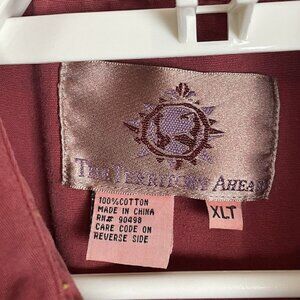 THE TERRITORY AHEAD
100% COTTON
MADE IN CHINA
RN# 90498
CARE CODE ON
REVERSE SIDE
XLT